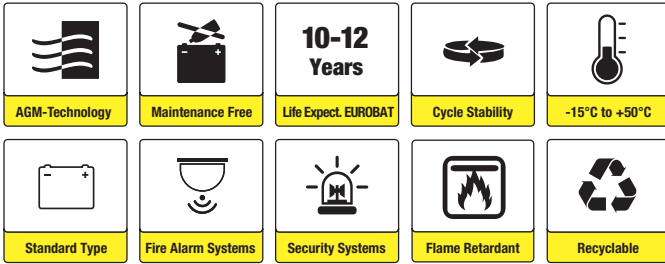 10-12
Years
AGM-Technology
Maintenance Free
Life Expect. EUROBAT
Cycle Stability
-15°C to +50°C
Standard Type
Fire Alarm Systems
Security Systems
Flame Retardant
Recyclable